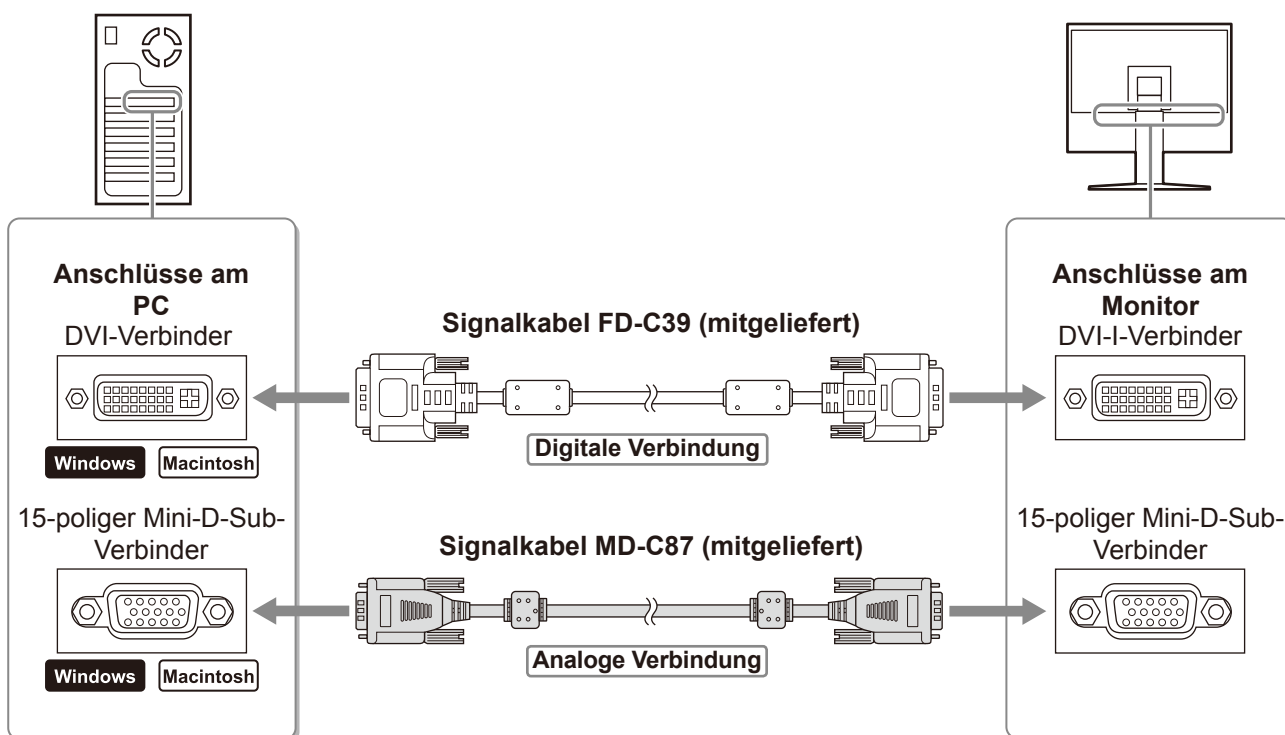 Anschlüsse am
PC
DVI-Verbinder
Windows
Macintosh
15-poliger Mini-D-Sub-
Verbinder
Windows
Macintosh
Signalkabel FD-C39 (mitgeliefert)
Digitale Verbindung
Signalkabel MD-C87 (mitgeliefert)
Analoge Verbindung
Anschlüsse am
Monitor
DVI-I-Verbinder
15-poliger Mini-D-Sub-
Verbinder